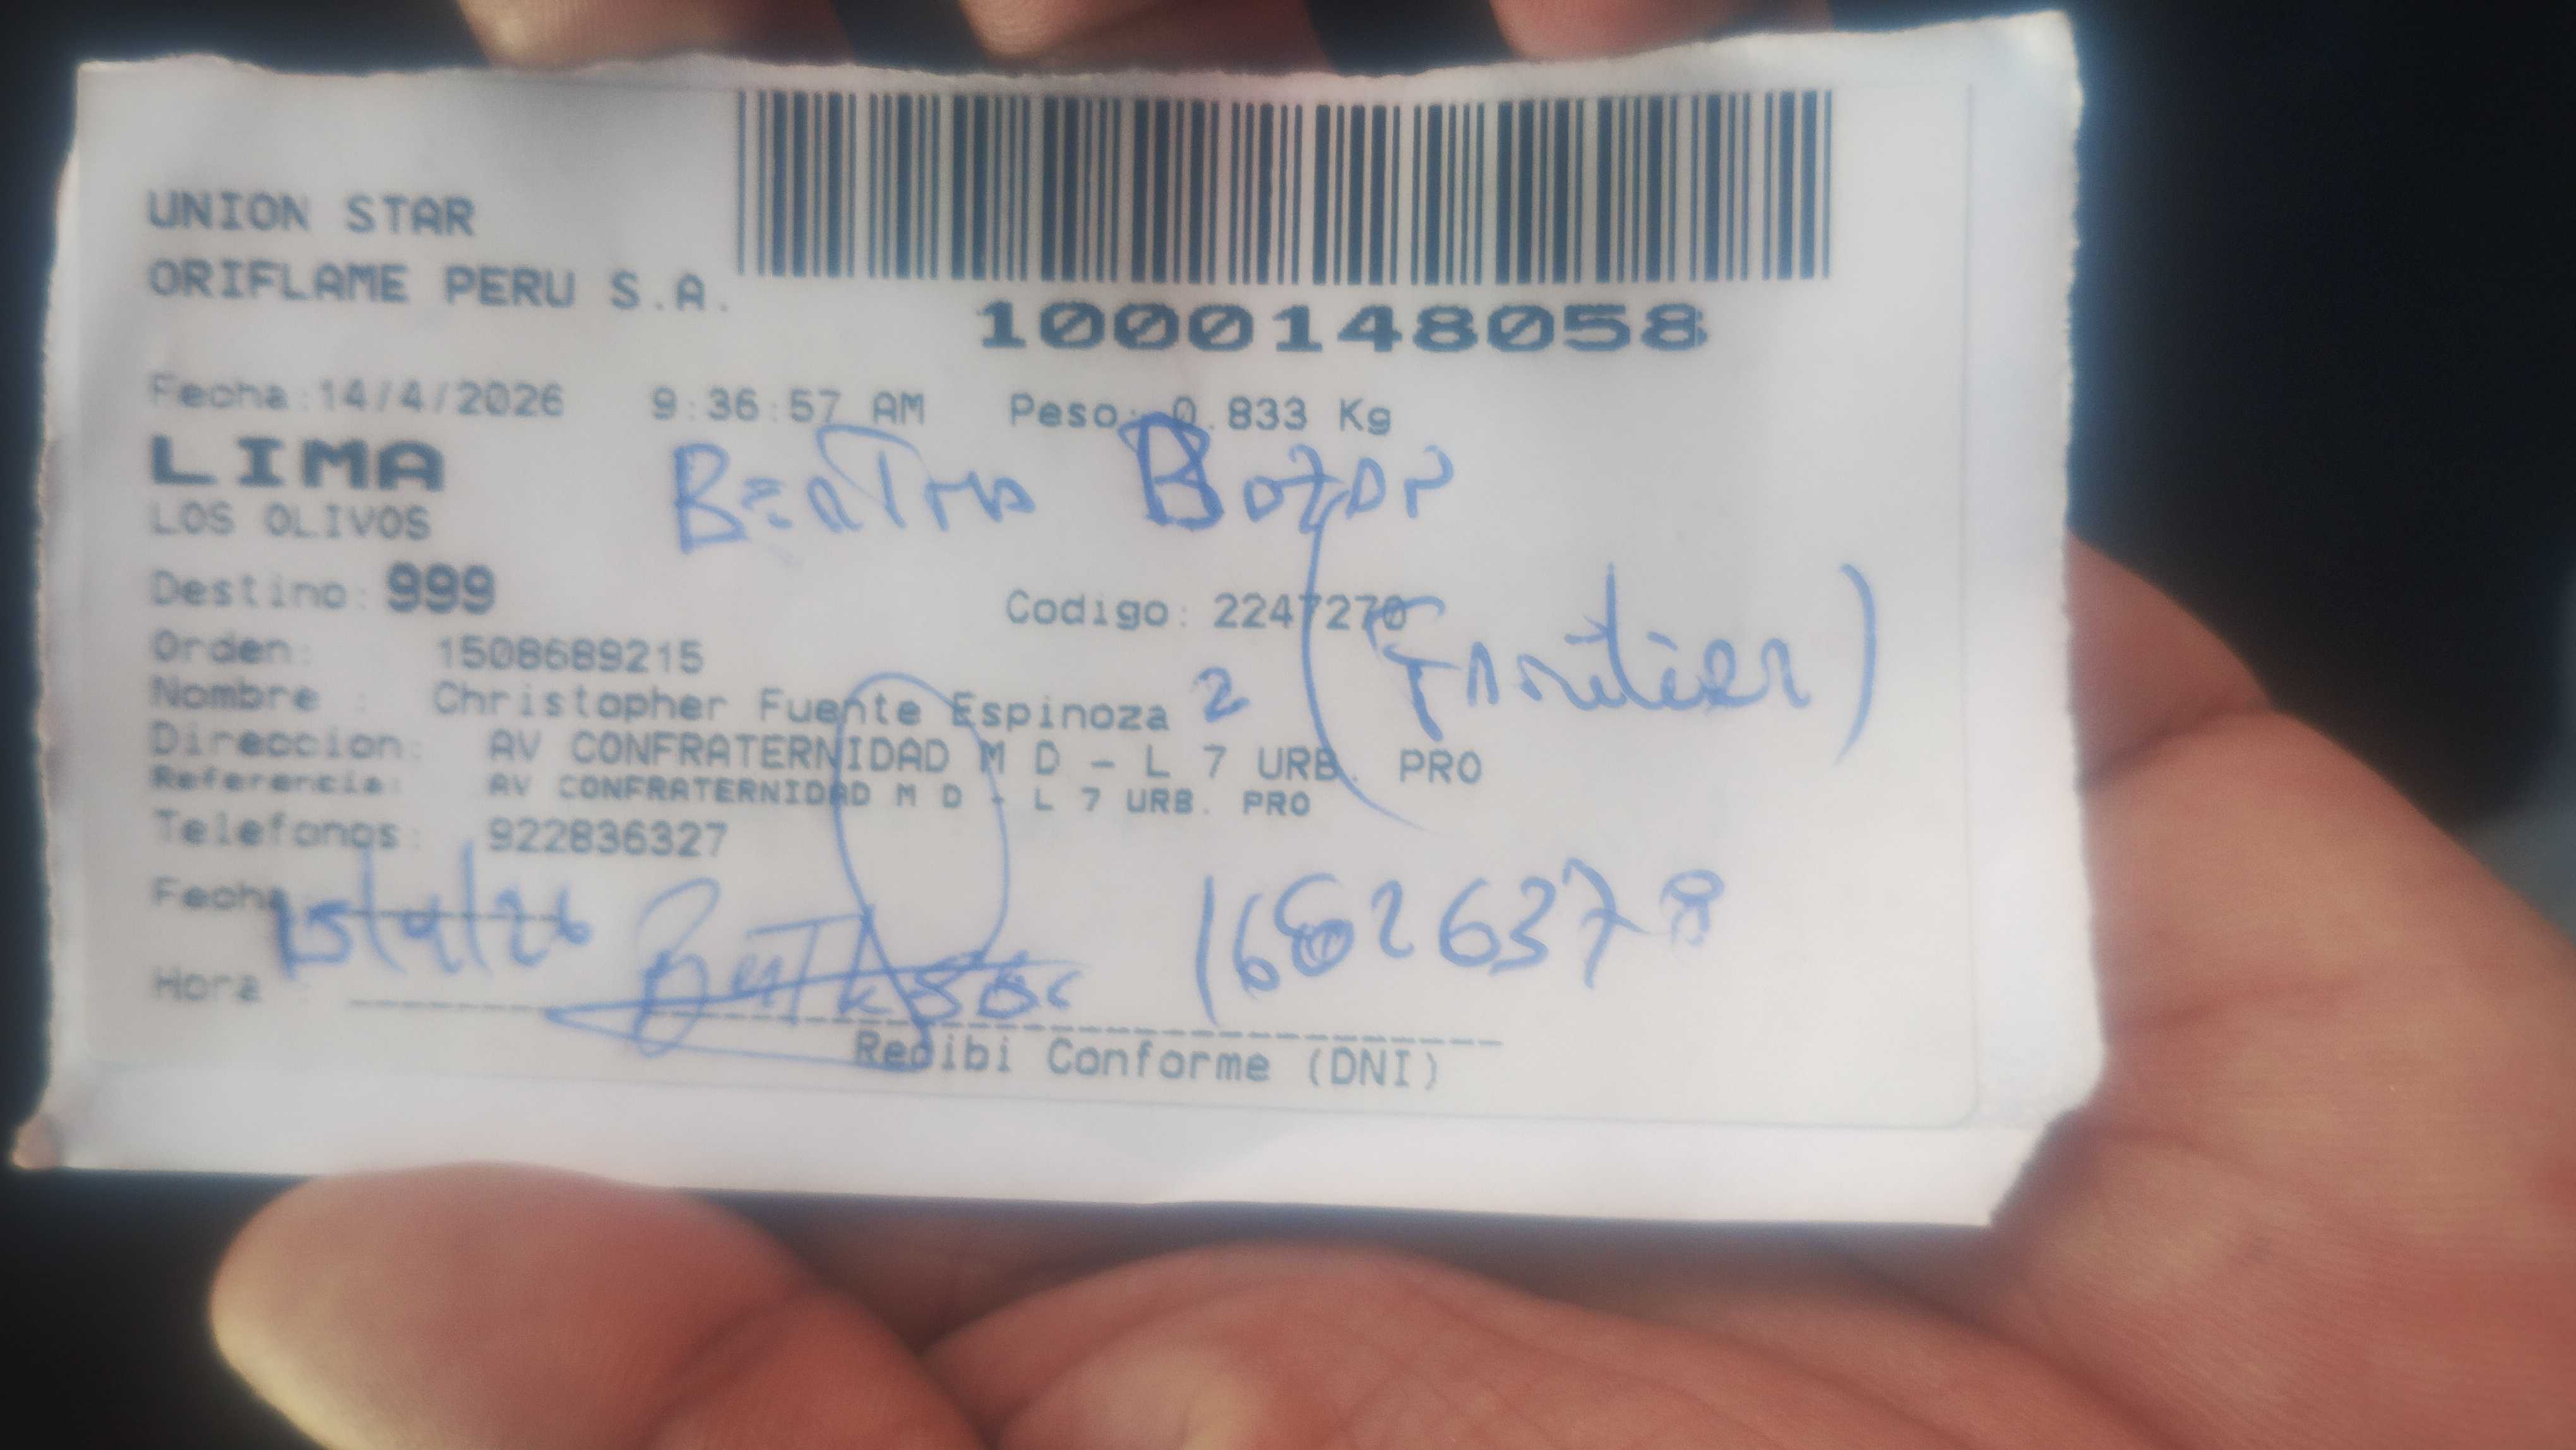 UNION STAR
ORIFLAME PERU S.A.
1000148058
Fecha:14/4/2026 9:36:57 AM Peso: 0.833 Kg
LIMA
LOS OLIVOS
Destino: 999
Codigo: 2247270
Orden: 1508689215
Nombre : Christopher Fuente Espinoza 2
Direccion: AV CONFRATERNIDAD M D - L 7 URB. PRO
Referencia: AV CONFRATERNIDAD M D - L 7 URB. PRO
Telefonos: 922836327
Fecha 15/4/26
Hora :
Recibi Conforme (DNI)